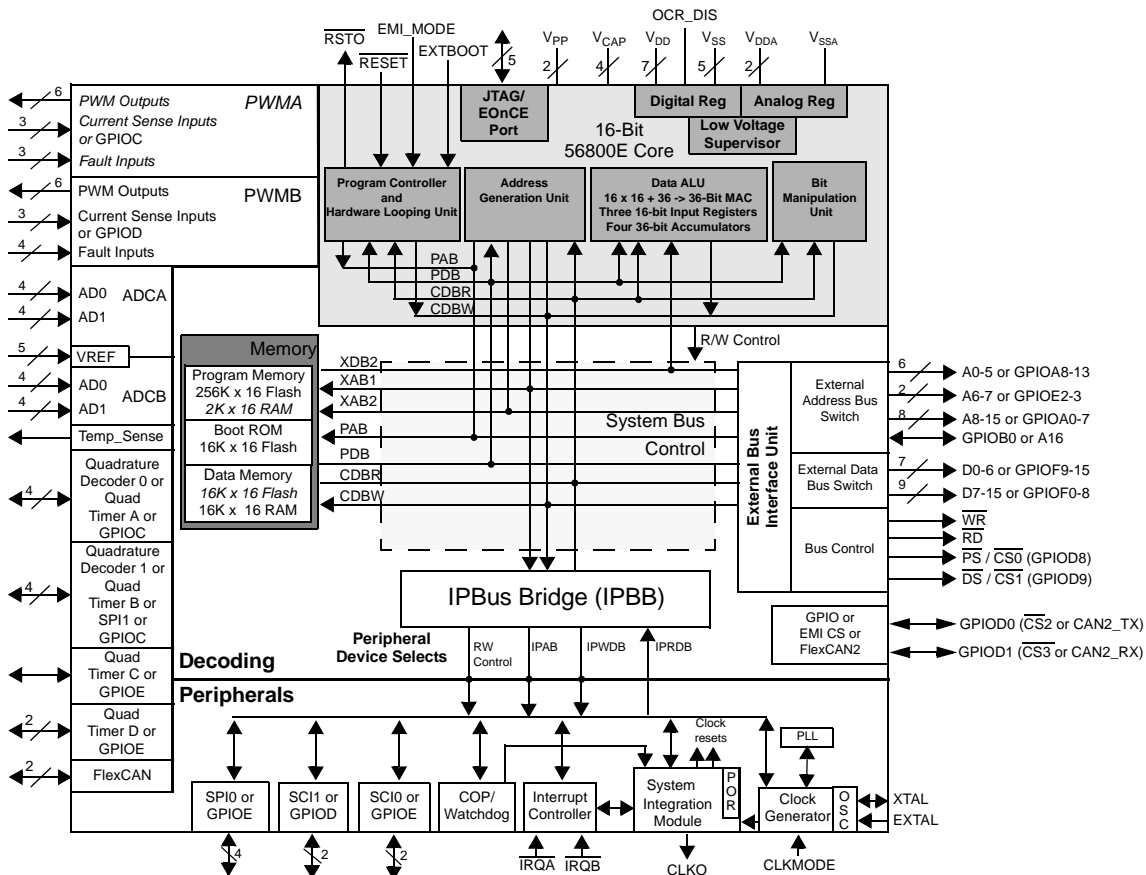 OCR_DIS
RSTO
EMI_MODE
RESET
EXTBOOT
5
VPP
2
VCAP
4
VDD
7
VSS
5
VDDA
2
VSSA
6
PWM Outputs
PWMA
3
Current Sense Inputs
or GPIOC
3
Fault Inputs
6
PWM Outputs
PWMB
3
Current Sense Inputs
or GPIOD
4
Fault Inputs
JTAG/
EOnCE
Port
Digital Reg
Analog Reg
Low Voltage
Supervisor
16-Bit
56800E Core
Program Controller
and
Hardware Looping Unit
Address
Generation Unit
Data ALU
16 x 16 + 36 -> 36-Bit MAC
Three 16-bit Input Registers
Four 36-bit Accumulators
Bit
Manipulation
Unit
PAB
PDB
CDBR
CDBW
R/W Control
4
AD0
ADCA
4
AD1
5
VREF
4
AD0
ADCB
4
AD1
Temp_Sense
4
Quadrature
Decoder 0 or
Quad
Timer A or
GPIOC
4
Quadrature
Decoder 1 or
Quad
Timer B or
SPI1 or
GPIOC
Quad
Timer C or
GPIOE
2
Quad
Timer D or
GPIOE
2
FlexCAN
Memory
Program Memory
256K x 16 Flash
2K x 16 RAM
Boot ROM
16K x 16 Flash
Data Memory
16K x 16 Flash
16K x 16 RAM
XDB2
XAB1
XAB2
PAB
PDB
CDBR
CDBW
System Bus
Control
External Bus
Interface Unit
External
Address Bus
Switch
External Data
Bus Switch
Bus Control
6
A0-5 or GPIOA8-13
2
A6-7 or GPIOE2-3
8
A8-15 or GPIOA0-7
GPIOB0 or A16
7
D0-6 or GPIOF9-15
9
D7-15 or GPIOF0-8
WR
RD
PS / CS0 (GPIOD8)
DS / CS1 (GPIOD9)
GPIO or
EMI CS or
FlexCAN2
GPIOD0 (CS2 or CAN2_TX)
GPIOD1 (CS3 or CAN2_RX)
IPBus Bridge (IPBB)
Peripheral
Device Selects
RW
Control
IPAB
IPWDB
IPRDB
Decoding
Peripherals
Clock
resets
PLL
SPI0 or
GPIOE
SCI1 or
GPIOD
SCI0 or
GPIOE
COP/
Watchdog
Interrupt
Controller
System
Integration
Module
POR
Clock
Generator
OSC
XTAL
EXTAL
4
2
2
IRQA
IRQB
CLKO
CLKMODE